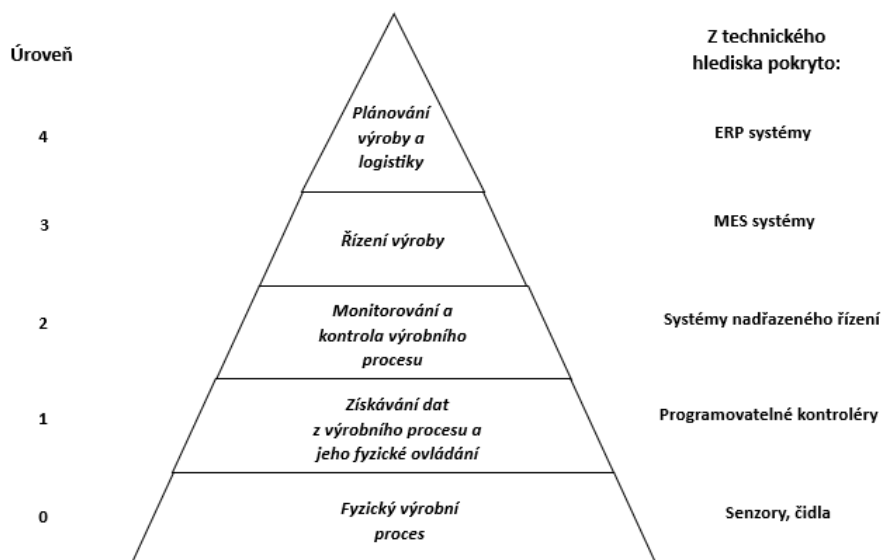 Úroveň
Z technického
hlediska pokryto:
4
Plánování
výroby a
logistiky
ERP systémy
3
Řízení výroby
MES systémy
2
Monitorování a
kontrola výrobního
procesu
Systémy nadřazeného řízení
1
Získávání dat
z výrobního procesu a
jeho fyzické ovládání
Programovatelné kontroléry
0
Fyzický výrobní
proces
Senzory, čidla